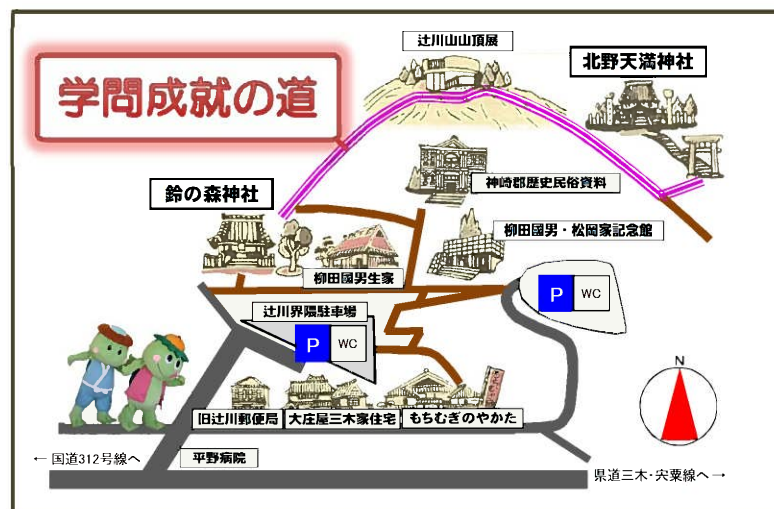 辻川山山頂展
北野天満神社
学問成就の道
神崎郡歴史民俗資料
鈴の森神社
柳田國男・松岡家記念館
柳田國男生家
P WC
辻川界隈駐車場
P WC
旧辻川郵便局 大庄屋三木家住宅 もちむぎのやかた
N
← 国道312号線へ
平野病院
県道三木・宍粟線へ →